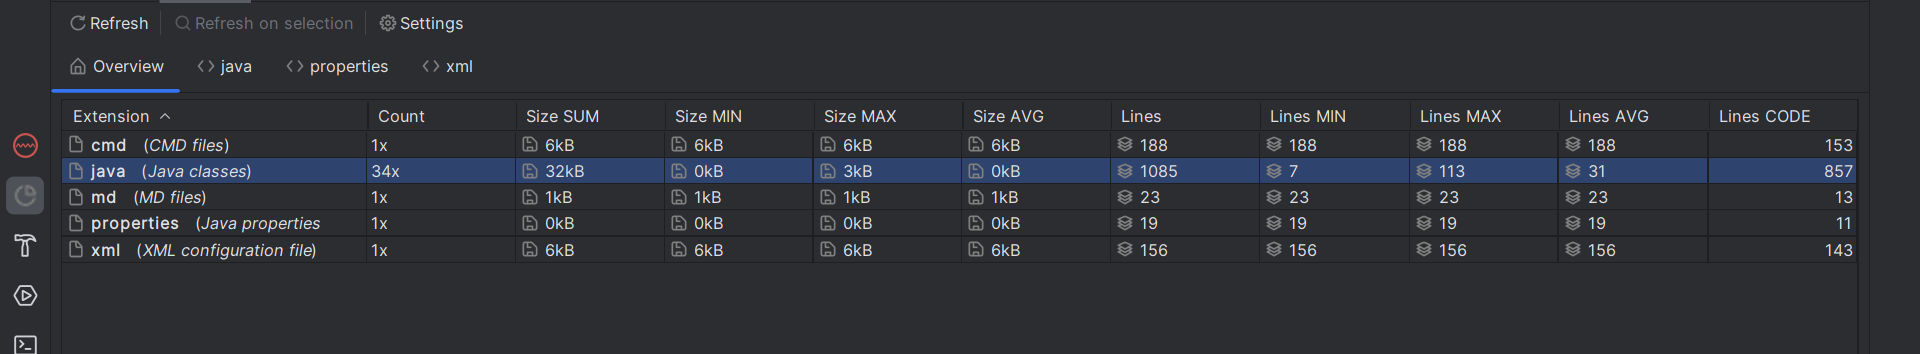 Refresh Refresh on selection Settings
Overview java properties xml
Extension Count Size SUM Size MIN Size MAX Size AVG Lines Lines MIN Lines MAX Lines AVG Lines CODE
cmd (CMD files) 1x 6kB 6kB 6kB 6kB 188 188 188 188 153
java (Java classes) 34x 32kB 0kB 3kB 0kB 1085 7 113 31 857
md (MD files) 1x 1kB 1kB 1kB 1kB 23 23 23 23 13
properties (Java properties 1x 0kB 0kB 0kB 0kB 19 19 19 19 11
xml (XML configuration file) 1x 6kB 6kB 6kB 6kB 156 156 156 156 143